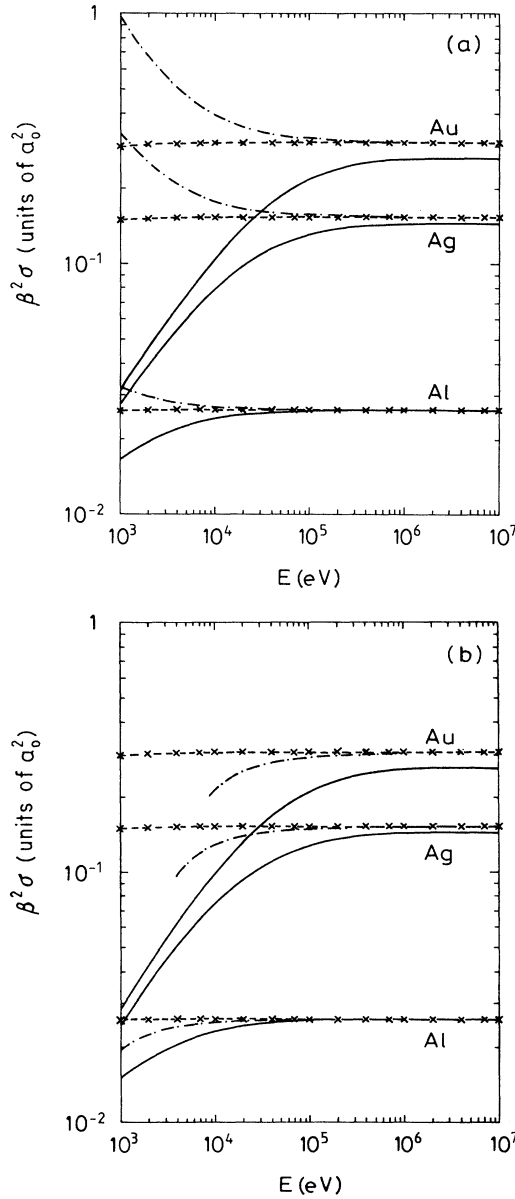 (a)
1
10⁻¹
10⁻²
β²σ (units of a₀²)
Au
Ag
Al
10³ 10⁴ 10⁵ 10⁶ 10⁷
E (eV)
(b)
1
10⁻¹
10⁻²
β²σ (units of a₀²)
Au
Ag
Al
10³ 10⁴ 10⁵ 10⁶ 10⁷
E (eV)